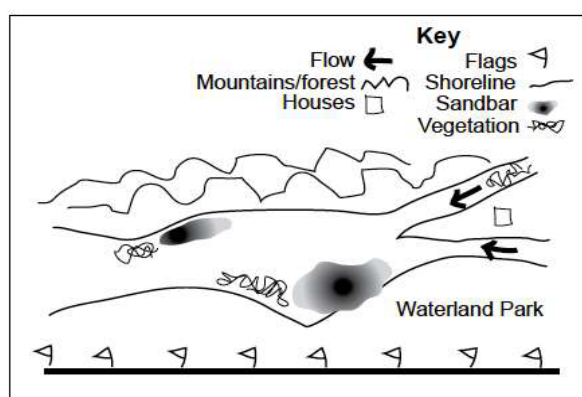 Key
Flow Flags
Mountains/forest Shoreline
Houses Sandbar
Vegetation
Waterland Park